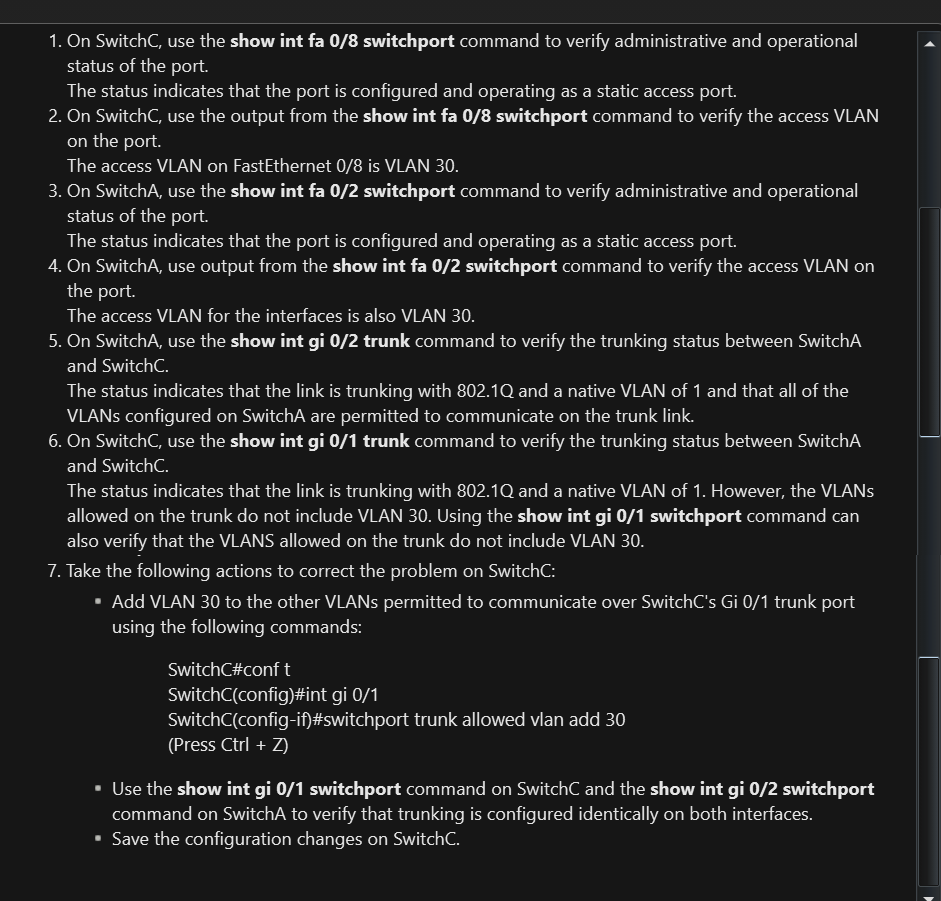 1. On SwitchC, use the show int fa 0/8 switchport command to verify administrative and operational
status of the port.
The status indicates that the port is configured and operating as a static access port.
2. On SwitchC, use the output from the show int fa 0/8 switchport command to verify the access VLAN
on the port.
The access VLAN on FastEthernet 0/8 is VLAN 30.
3. On SwitchA, use the show int fa 0/2 switchport command to verify administrative and operational
status of the port.
The status indicates that the port is configured and operating as a static access port.
4. On SwitchA, use output from the show int fa 0/2 switchport command to verify the access VLAN on
the port.
The access VLAN for the interfaces is also VLAN 30.
5. On SwitchA, use the show int gi 0/2 trunk command to verify the trunking status between SwitchA
and SwitchC.
The status indicates that the link is trunking with 802.1Q and a native VLAN of 1 and that all of the
VLANs configured on SwitchA are permitted to communicate on the trunk link.
6. On SwitchC, use the show int gi 0/1 trunk command to verify the trunking status between SwitchA
and SwitchC.
The status indicates that the link is trunking with 802.1Q and a native VLAN of 1. However, the VLANs
allowed on the trunk do not include VLAN 30. Using the show int gi 0/1 switchport command can
also verify that the VLANS allowed on the trunk do not include VLAN 30.
7. Take the following actions to correct the problem on SwitchC:
▪ Add VLAN 30 to the other VLANs permitted to communicate over SwitchC's Gi 0/1 trunk port
using the following commands:
SwitchC#conf t
SwitchC(config)#int gi 0/1
SwitchC(config-if)#switchport trunk allowed vlan add 30
(Press Ctrl + Z)
▪ Use the show int gi 0/1 switchport command on SwitchC and the show int gi 0/2 switchport
command on SwitchA to verify that trunking is configured identically on both interfaces.
▪ Save the configuration changes on SwitchC.